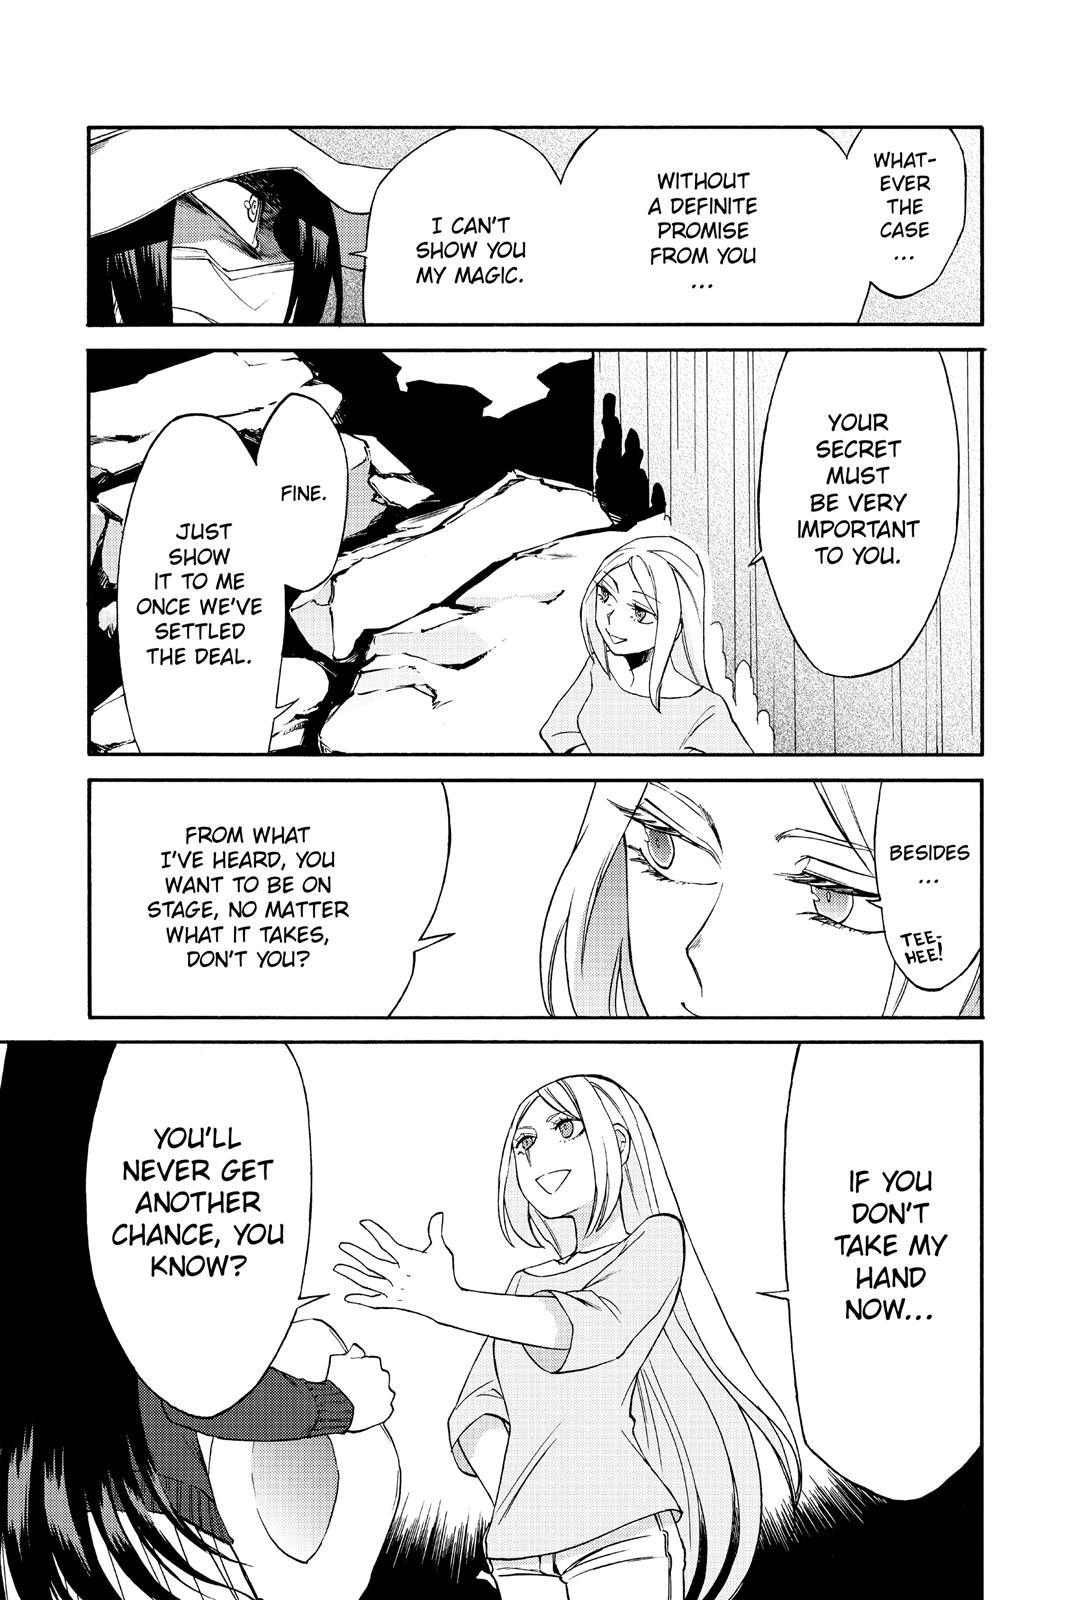 WHAT-
EVER
THE
CASE
...
WITHOUT
A DEFINITE
PROMISE
FROM YOU
...
I CAN'T
SHOW YOU
MY MAGIC.
YOUR
SECRET
MUST
BE VERY
IMPORTANT
TO YOU.
FINE.
JUST
SHOW
IT TO ME
ONCE WE'VE
SETTLED
THE DEAL.
BESIDES
...
TEE-
HEE!
FROM WHAT
I'VE HEARD, YOU
WANT TO BE ON
STAGE, NO MATTER
WHAT IT TAKES,
DON'T YOU?
IF YOU
DON'T
TAKE MY
HAND
NOW...
YOU'LL
NEVER GET
ANOTHER
CHANCE, YOU
KNOW?